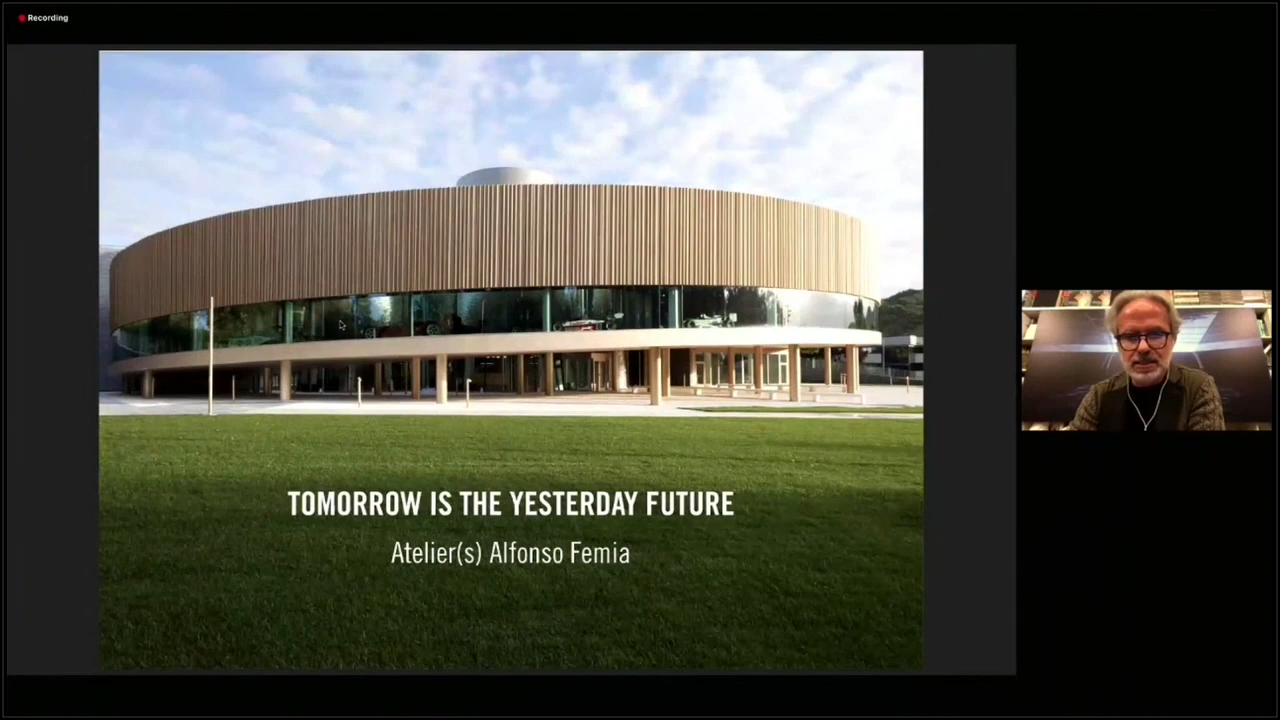 Recording
TOMORROW IS THE YESTERDAY FUTURE
Atelier(s) Alfonso Femia